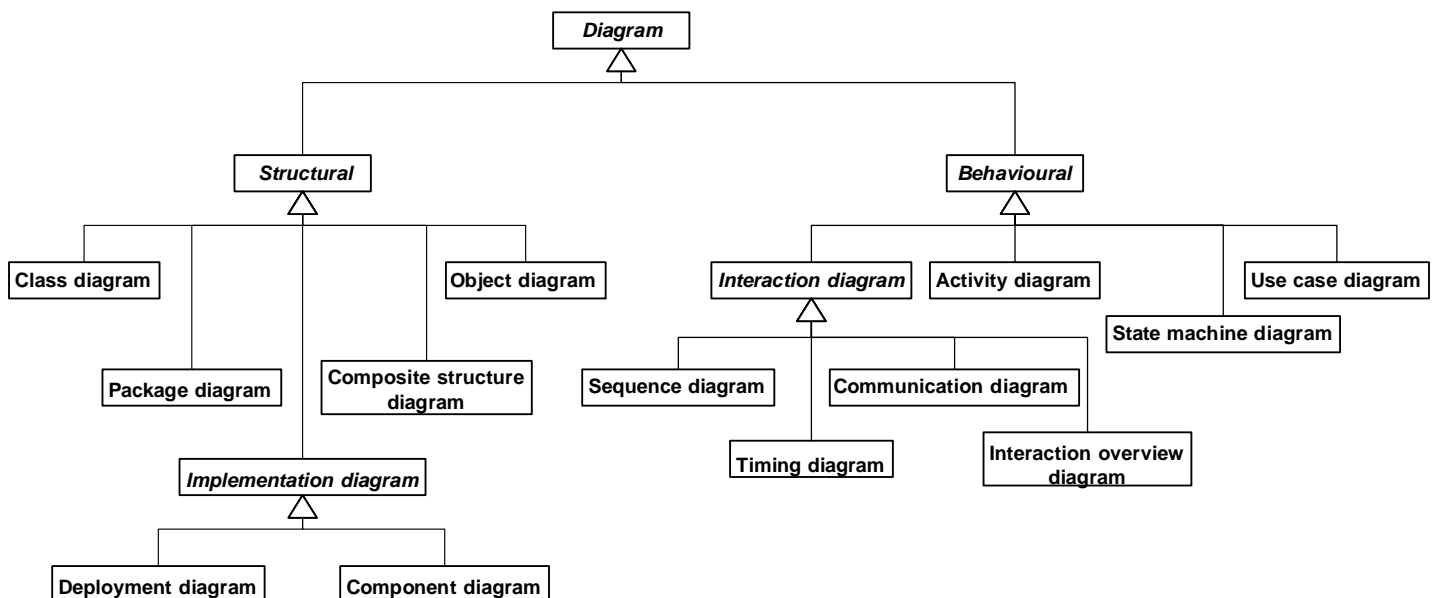 Diagram
Structural
Behavioural
Class diagram
Object diagram
Interaction diagram
Activity diagram
Use case diagram
State machine diagram
Package diagram
Composite structure
diagram
Sequence diagram
Communication diagram
Timing diagram
Interaction overview
diagram
Implementation diagram
Deployment diagram
Component diagram